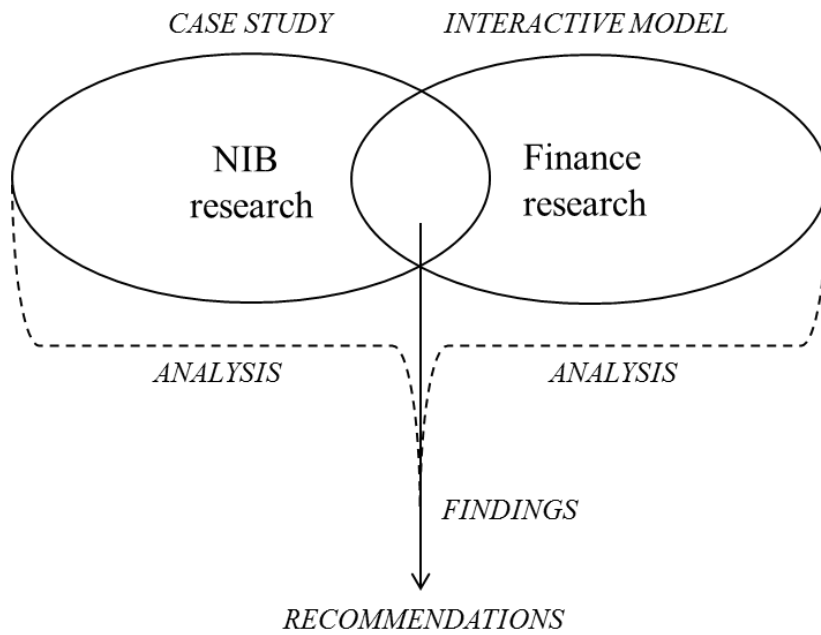 CASE STUDY
INTERACTIVE MODEL
NIB
research
Finance
research
ANALYSIS
ANALYSIS
FINDINGS
RECOMMENDATIONS